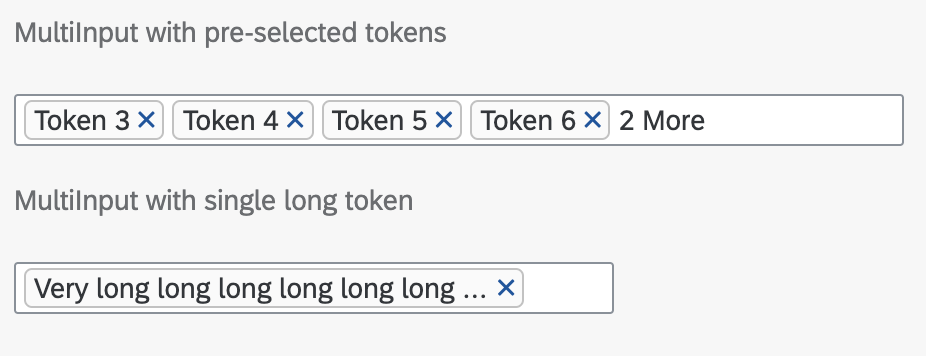 MultiInput with pre-selected tokens
Token 3 Token 4 Token 5 Token 6 2 More
MultiInput with single long token
Very long long long long long long ...